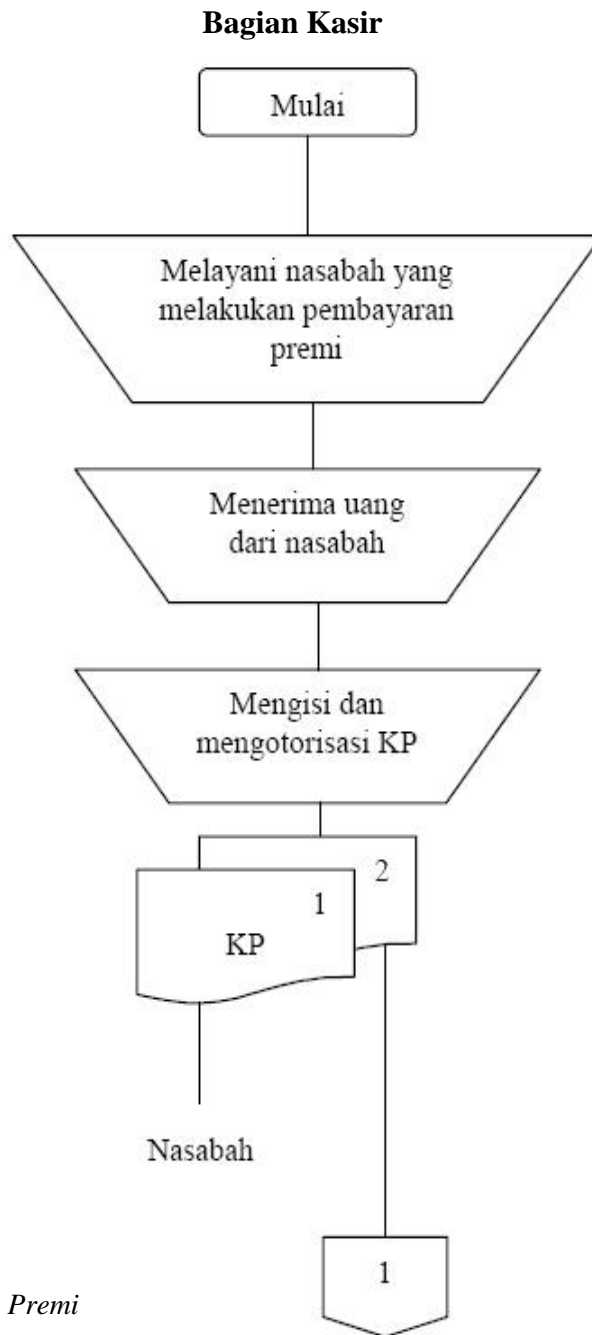 Bagian Kasir
Mulai
Melayani nasabah yang
melakukan pembayaran
premi
Menerima uang
dari nasabah
Mengisi dan
mengotorisasi KP
2
1
KP
Nasabah
1
Premi